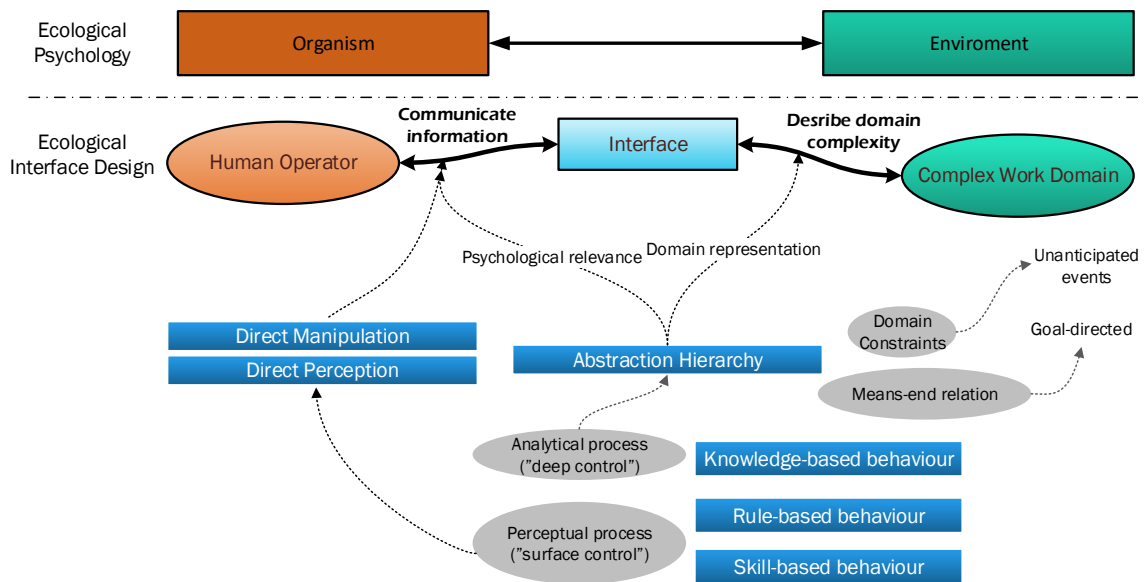 Ecological
Psychology
Organism
Enviroment
Ecological
Interface Design
Communicate
information
Desribe domain
complexity
Human Operator
Interface
Complex Work Domain
Psychological relevance
Domain representation
Unanticipated
events
Direct Manipulation
Direct Perception
Abstraction Hierarchy
Domain
Constraints
Goal-directed
Means-end relation
Analytical process
("deep control")
Knowledge-based behaviour
Perceptual process
("surface control")
Rule-based behaviour
Skill-based behaviour